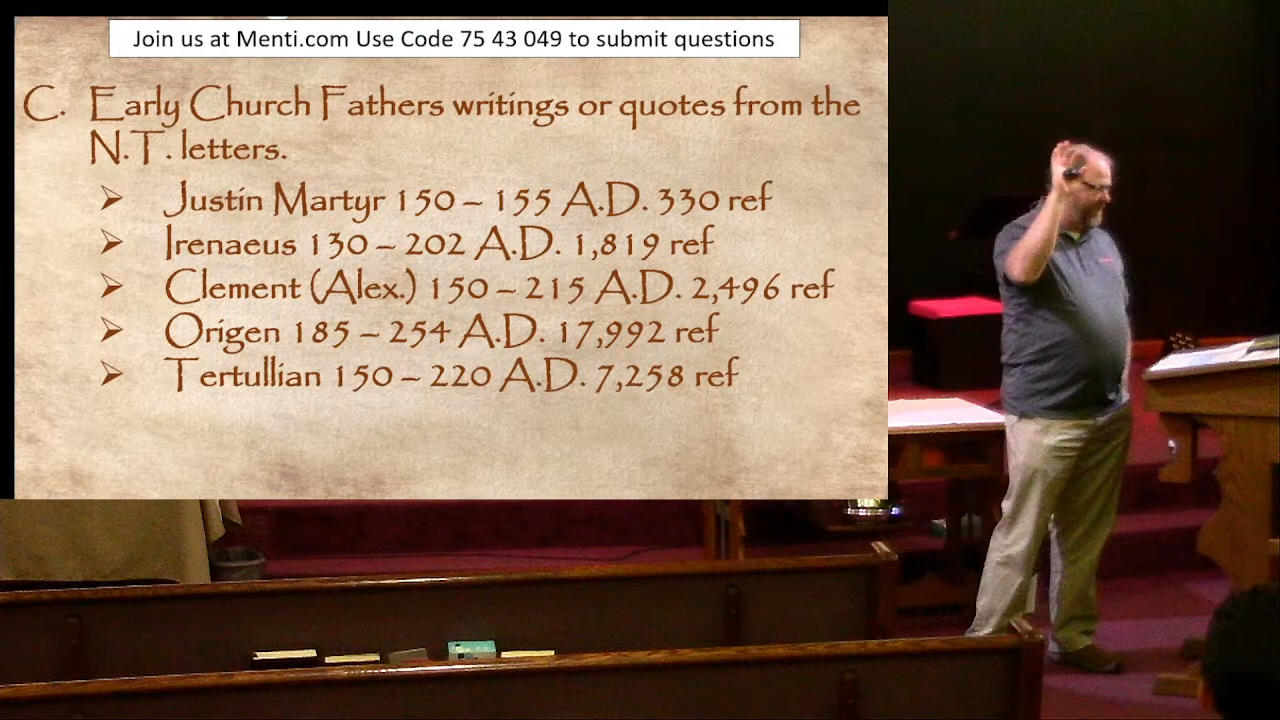 Join us at Menti.com Use Code 75 43 049 to submit questions
C. Early Church Fathers writings or quotes from the
N.T. letters.
➢ Justin Martyr 150 – 155 A.D. 330 ref
➢ Irenaeus 130 – 202 A.D. 1,819 ref
➢ Clement (Alex.) 150 – 215 A.D. 2,496 ref
➢ Origen 185 – 254 A.D. 17,992 ref
➢ Tertullian 150 – 220 A.D. 7,258 ref